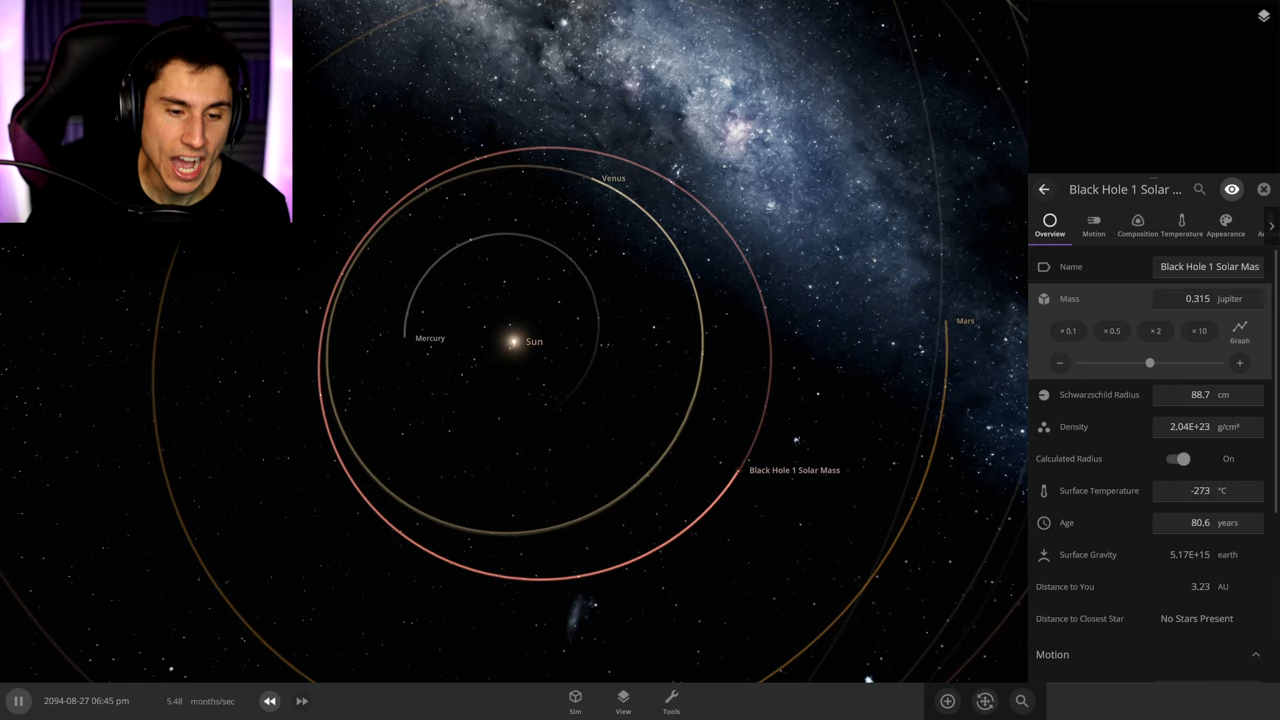 Venus
Mercury
Sun
Mars
Black Hole 1 Solar Mass
Black Hole 1 Solar ...
Overview
Motion
Composition
Temperature
Appearance
Name
Black Hole 1 Solar Mas
Mass
0.315 jupiter
× 0.1
× 0.5
× 2
× 10
Graph
Schwarzschild Radius
88.7 cm
Density
2.04E+23 g/cm³
Calculated Radius
On
Surface Temperature
-273 °C
Age
80.6 years
Surface Gravity
5.17E+15 earth
Distance to You
3.23 AU
Distance to Closest Star
No Stars Present
Motion
2094-08-27 06:45 pm
5.48 months/sec
Sim
View
Tools